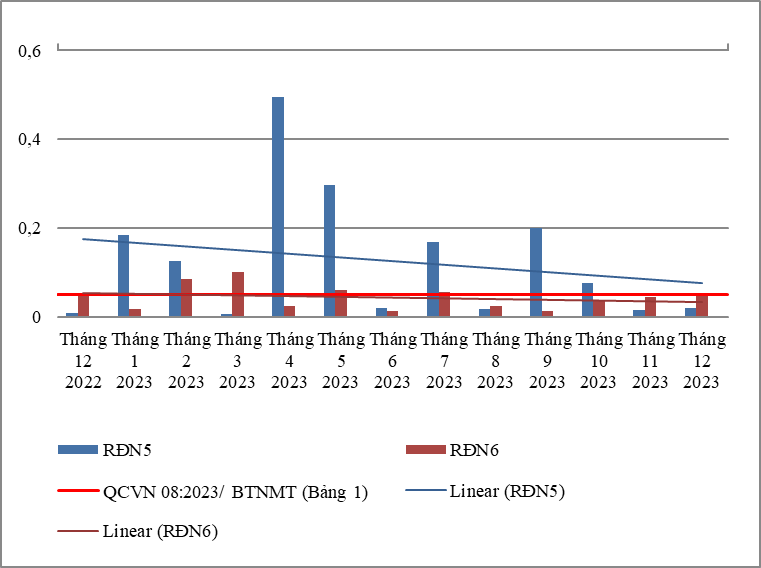 0,6
0,4
0,2
0
Tháng 12 2022
Tháng 1 2023
Tháng 2 2023
Tháng 3 2023
Tháng 4 2023
Tháng 5 2023
Tháng 6 2023
Tháng 7 2023
Tháng 8 2023
Tháng 9 2023
Tháng 10 2023
Tháng 11 2023
Tháng 12 2023
RĐN5
RĐN6
QCVN 08:2023/ BTNMT (Bảng 1)
Linear (RĐN5)
Linear (RĐN6)